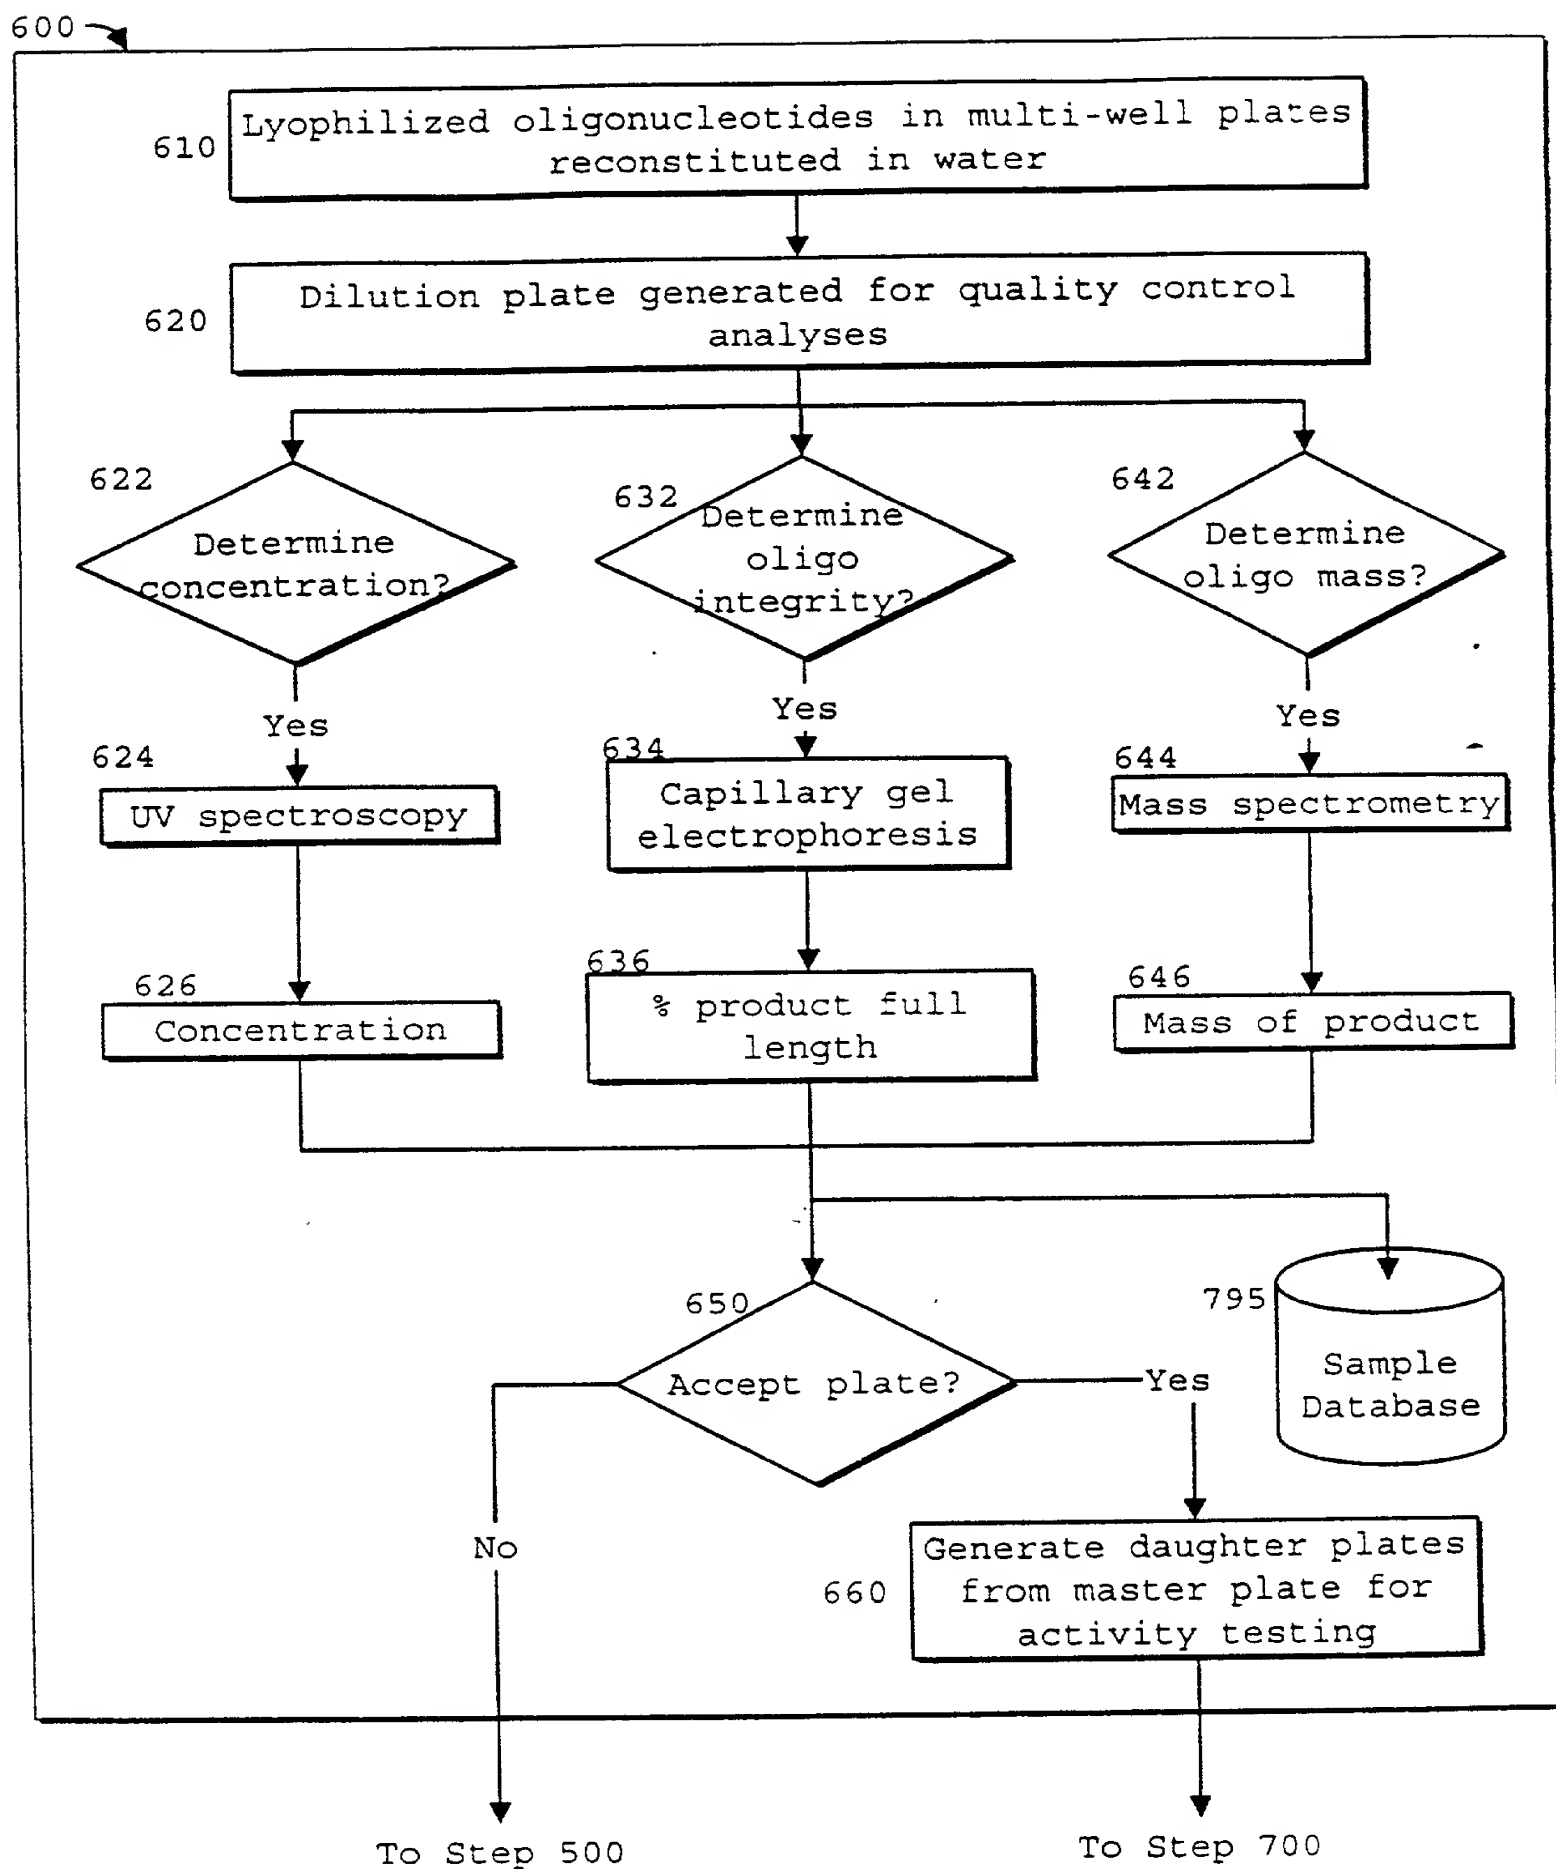 600
Lyophilized oligonucleotides in multi-well plates
610
reconstituted in water
Dilution plate generated for quality control
620
analyses
622
632
642
Determine
concentration?
Determine
oligo
integrity?
Determine
oligo mass?
Yes
Yes
Yes
624
634
644
UV spectroscopy
Capillary gel
electrophoresis
Mass spectrometry
626
636
646
Concentration
% product full
length
Mass of product
650
795
Accept plate?
Yes
Sample
Database
No
Generate daughter plates
660
from master plate for
activity testing
To Step 500
To Step 700